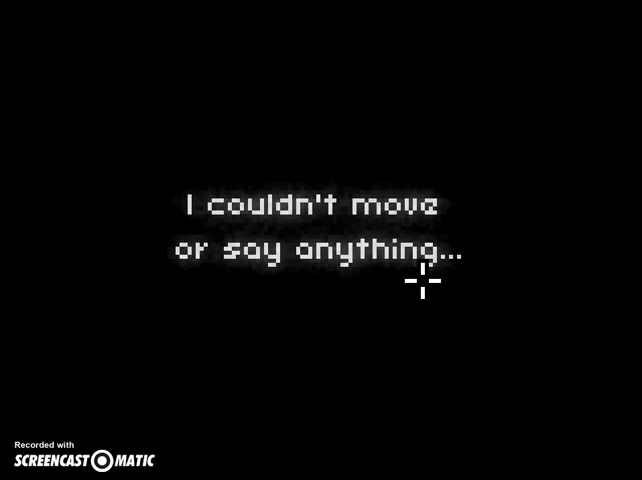 I couldn't move
or say anything...
Recorded with
SCREENCAST MATIC